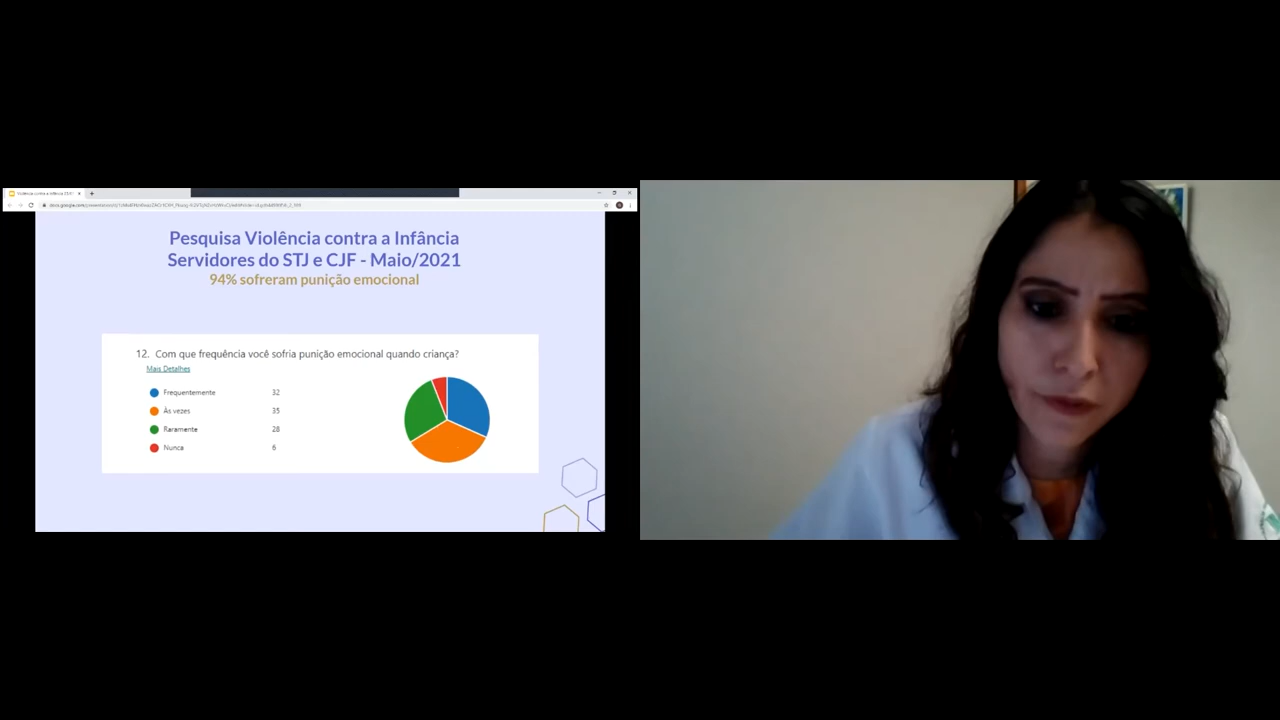 Pesquisa Violência contra a Infância
Servidores do STJ e CJF - Maio/2021
94% sofreram punição emocional
12. Com que frequência você sofria punição emocional quando criança?
Mais Detalhes
Frequentemente 32
Às vezes 35
Raramente 28
Nunca 6